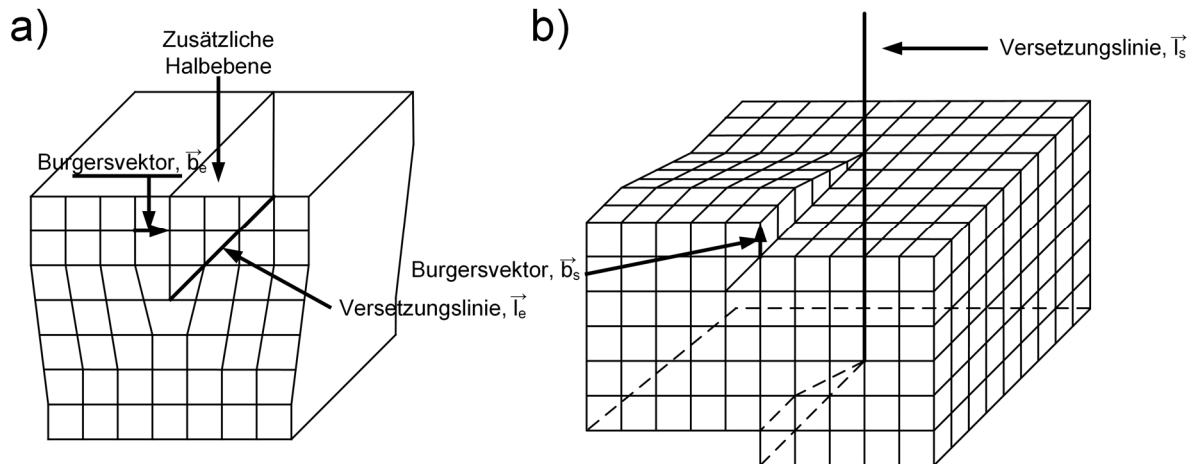 a)
Zusätzliche
Halbebene
Burgersvektor, b⃗e
Versetzungslinie, l⃗e
b)
Versetzungslinie, l⃗s
Burgersvektor, b⃗s